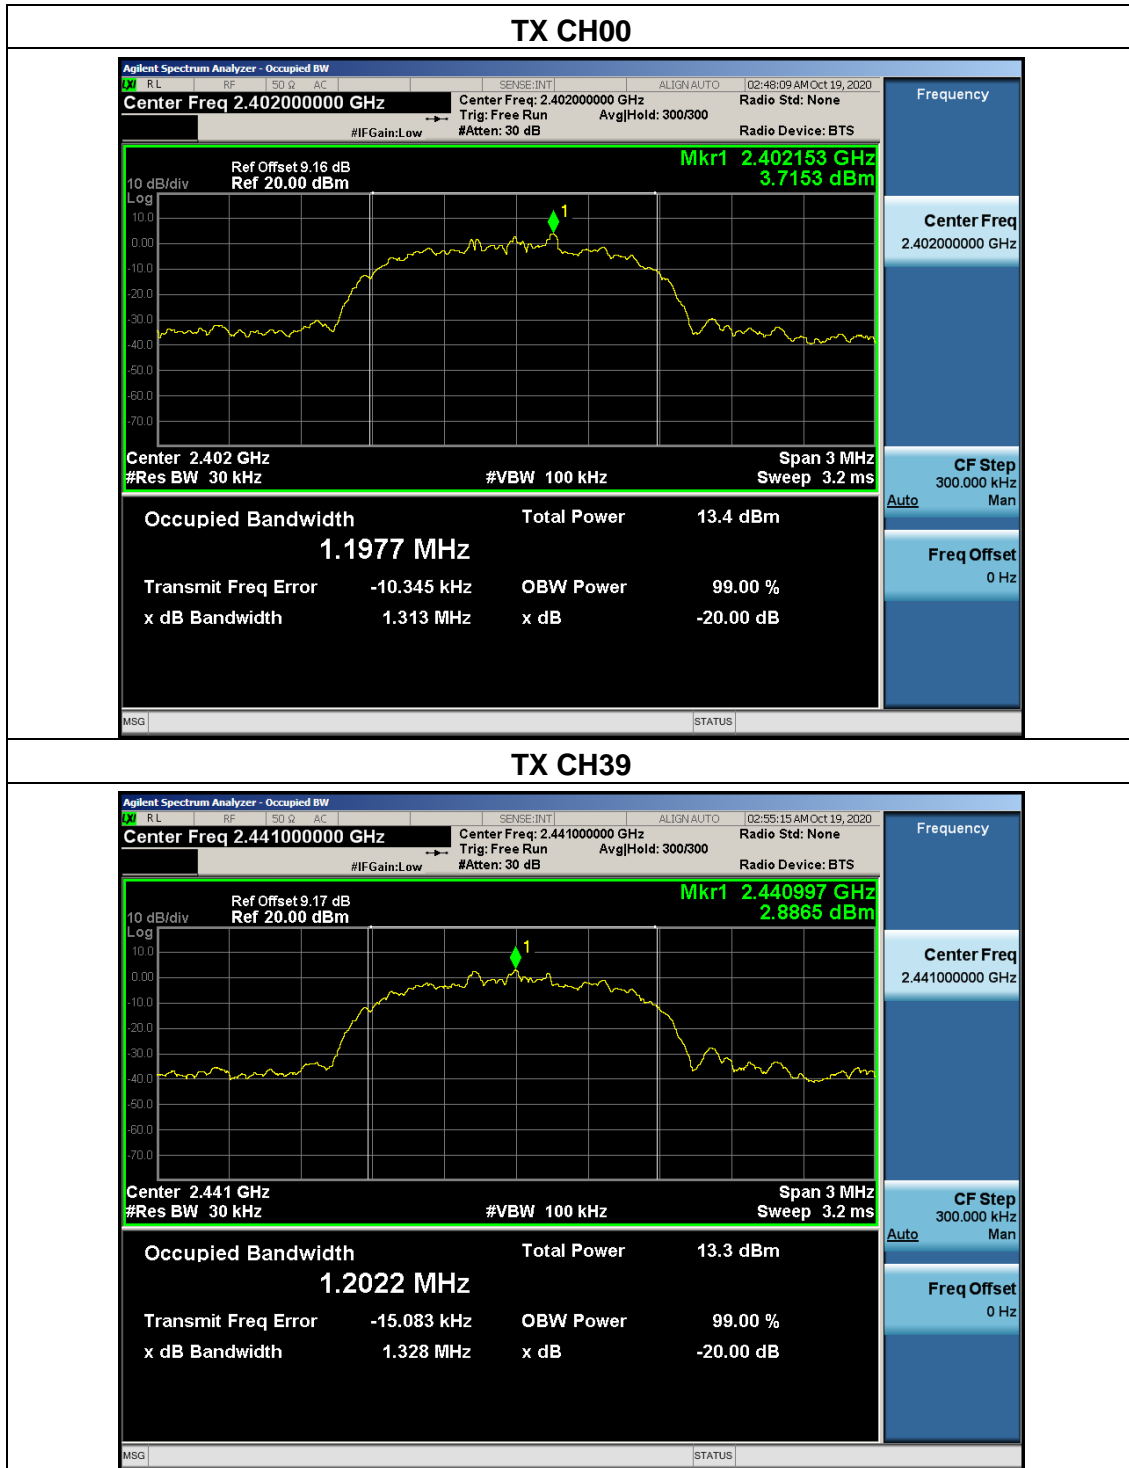 TX CH00
Agilent Spectrum Analyzer - Occupied BW
LXI RL RF 50 Ω AC SENSE:INT ALIGN AUTO 02:48:09 AM Oct 19, 2020
Center Freq 2.402000000 GHz Center Freq: 2.402000000 GHz Radio Std: None Frequency
Trig: Free Run Avg|Hold: 300/300
#IFGain:Low #Atten: 30 dB Radio Device: BTS
Mkr1 2.402153 GHz
3.7153 dBm
Ref Offset 9.16 dB
10 dB/div Ref 20.00 dBm
Log
1
10.0
0.00
-10.0
-20.0
-30.0
-40.0
-50.0
-60.0
-70.0
Center Freq
2.402000000 GHz
Center 2.402 GHz Span 3 MHz
#Res BW 30 kHz #VBW 100 kHz Sweep 3.2 ms
CF Step
300.000 kHz
Auto Man
Occupied Bandwidth Total Power 13.4 dBm
1.1977 MHz
Transmit Freq Error -10.345 kHz OBW Power 99.00 %
x dB Bandwidth 1.313 MHz x dB -20.00 dB
Freq Offset
0 Hz
MSG STATUS
TX CH39
Agilent Spectrum Analyzer - Occupied BW
LXI RL RF 50 Ω AC SENSE:INT ALIGN AUTO 02:55:15 AM Oct 19, 2020
Center Freq 2.441000000 GHz Center Freq: 2.441000000 GHz Radio Std: None Frequency
Trig: Free Run Avg|Hold: 300/300
#IFGain:Low #Atten: 30 dB Radio Device: BTS
Mkr1 2.440997 GHz
2.8865 dBm
Ref Offset 9.17 dB
10 dB/div Ref 20.00 dBm
Log
1
10.0
0.00
-10.0
-20.0
-30.0
-40.0
-50.0
-60.0
-70.0
Center Freq
2.441000000 GHz
Center 2.441 GHz Span 3 MHz
#Res BW 30 kHz #VBW 100 kHz Sweep 3.2 ms
CF Step
300.000 kHz
Auto Man
Occupied Bandwidth Total Power 13.3 dBm
1.2022 MHz
Transmit Freq Error -15.083 kHz OBW Power 99.00 %
x dB Bandwidth 1.328 MHz x dB -20.00 dB
Freq Offset
0 Hz
MSG STATUS